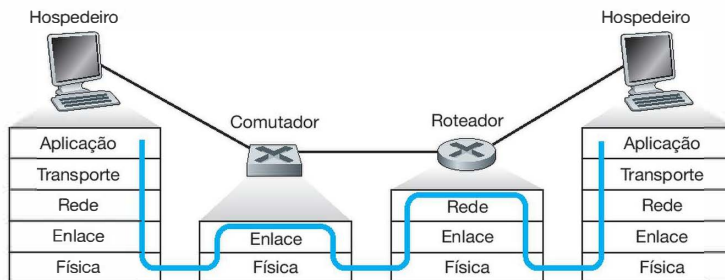 Hospedeiro
Hospedeiro
Comutador
Roteador
Aplicação
Transporte
Rede
Enlace
Física
Enlace
Física
Rede
Enlace
Física
Aplicação
Transporte
Rede
Enlace
Física